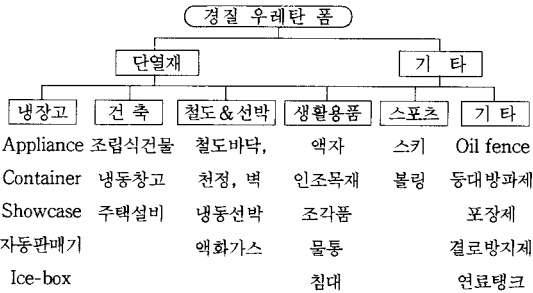 경질 우레탄 폼
단열재 기 타
냉장고 건 축 철도&선박 생활용품 스포츠 기 타
Appliance 조립식건물 철도바닥, 액자 스키 Oil fence
Container 냉동창고 천정, 벽 인조목재 볼링 등대방파제
Showcase 주택설비 냉동선박 조각품 포장제
자동판매기 액화가스 물통 결로방지제
Ice-box 침대 연료탱크